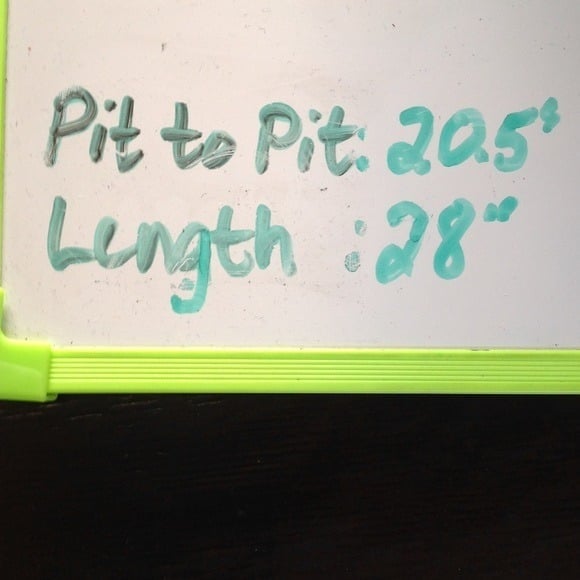 Pit to Pit: 20.5"
Length : 28"